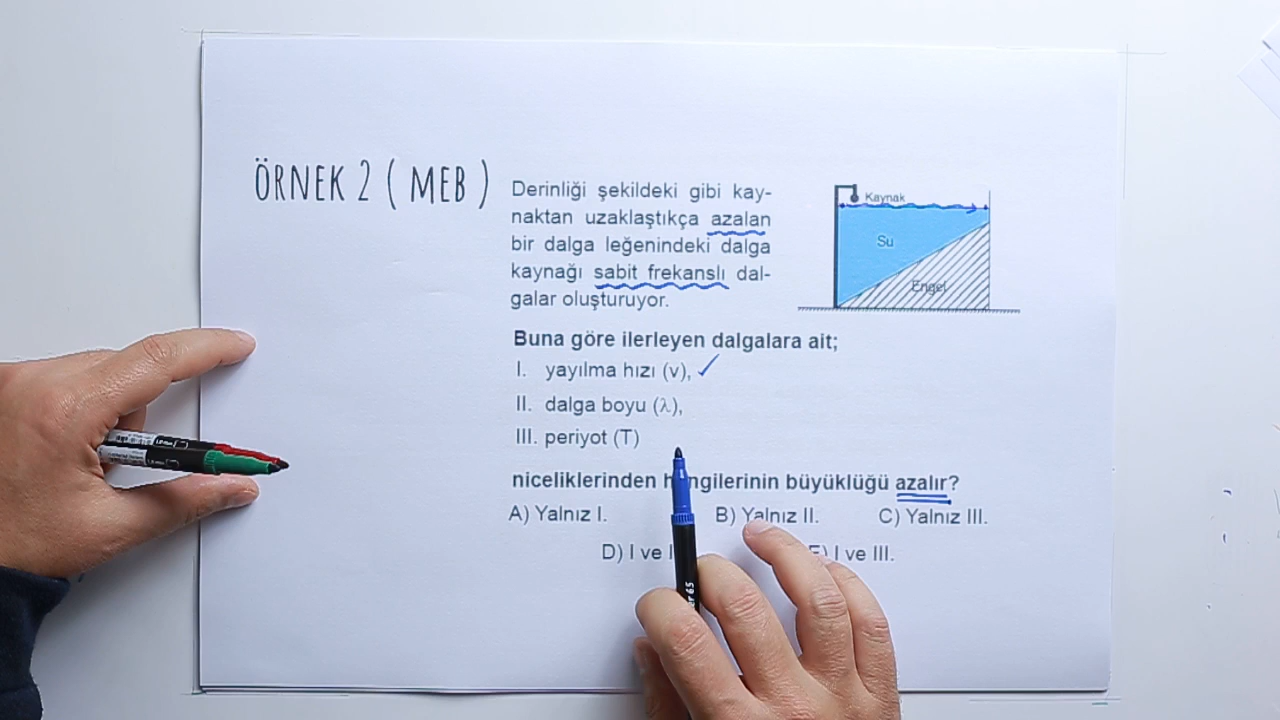 ÖRNEK 2 ( MEB )
Derinliği şekildeki gibi kay-
naktan uzaklaştıkça azalan
bir dalga leğenindeki dalga
kaynağı sabit frekanslı dal-
galar oluşturuyor.
Kaynak
Su
Engel
Buna göre ilerleyen dalgalara ait;
I. yayılma hızı (v),
II. dalga boyu (λ),
III. periyot (T)
niceliklerinden hangilerinin büyüklüğü azalır?
A) Yalnız I. B) Yalnız II. C) Yalnız III.
D) I ve E) I ve III.